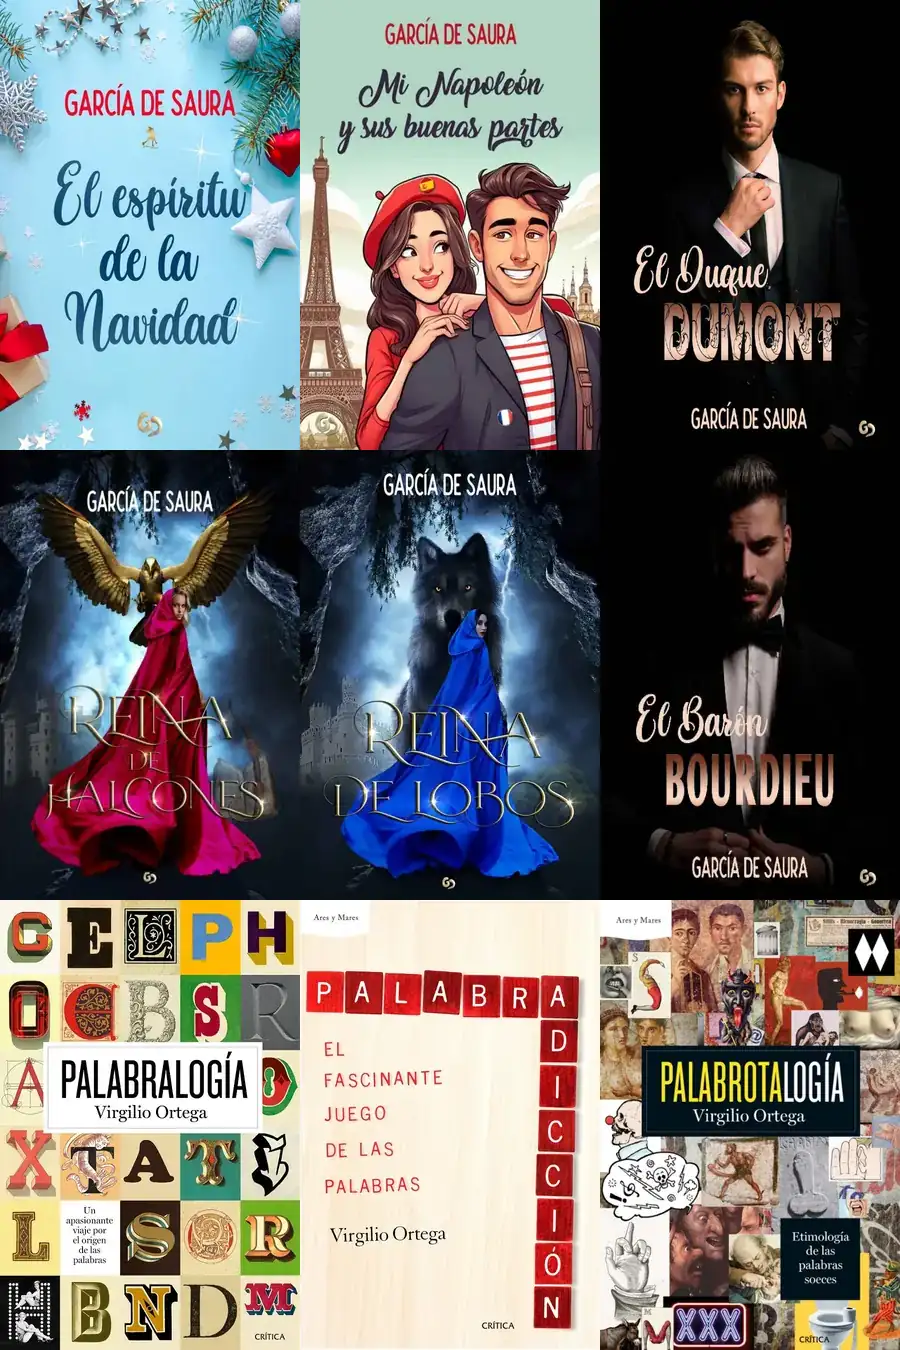 GARCÍA DE SAURA
El espíritu
de la
Navidad
GARCÍA DE SAURA
Mi Napoleón
y sus buenas partes
El Duque
DUMONT
GARCÍA DE SAURA
GARCÍA DE SAURA
REINA
DE
HALCONES
GARCÍA DE SAURA
REINA
DE LOBOS
El Barón
BOURDIEU
GARCÍA DE SAURA
G E L P H
O C B S R
A
PALABRALOGÍA
Virgilio Ortega
X T A T
L
Un
apasionante
viaje por
el origen
de las
palabras
S O R
B N D M
CRÍTICA
Ares y Mares
PALABRADICCIÓN
EL
FASCINANTE
JUEGO
DE LAS
PALABRAS
Virgilio Ortega
CRÍTICA
Ares y Mares
PALABROTALOGÍA
Virgilio Ortega
Etimología
de las
palabras
soeces
XXX
CRÍTICA